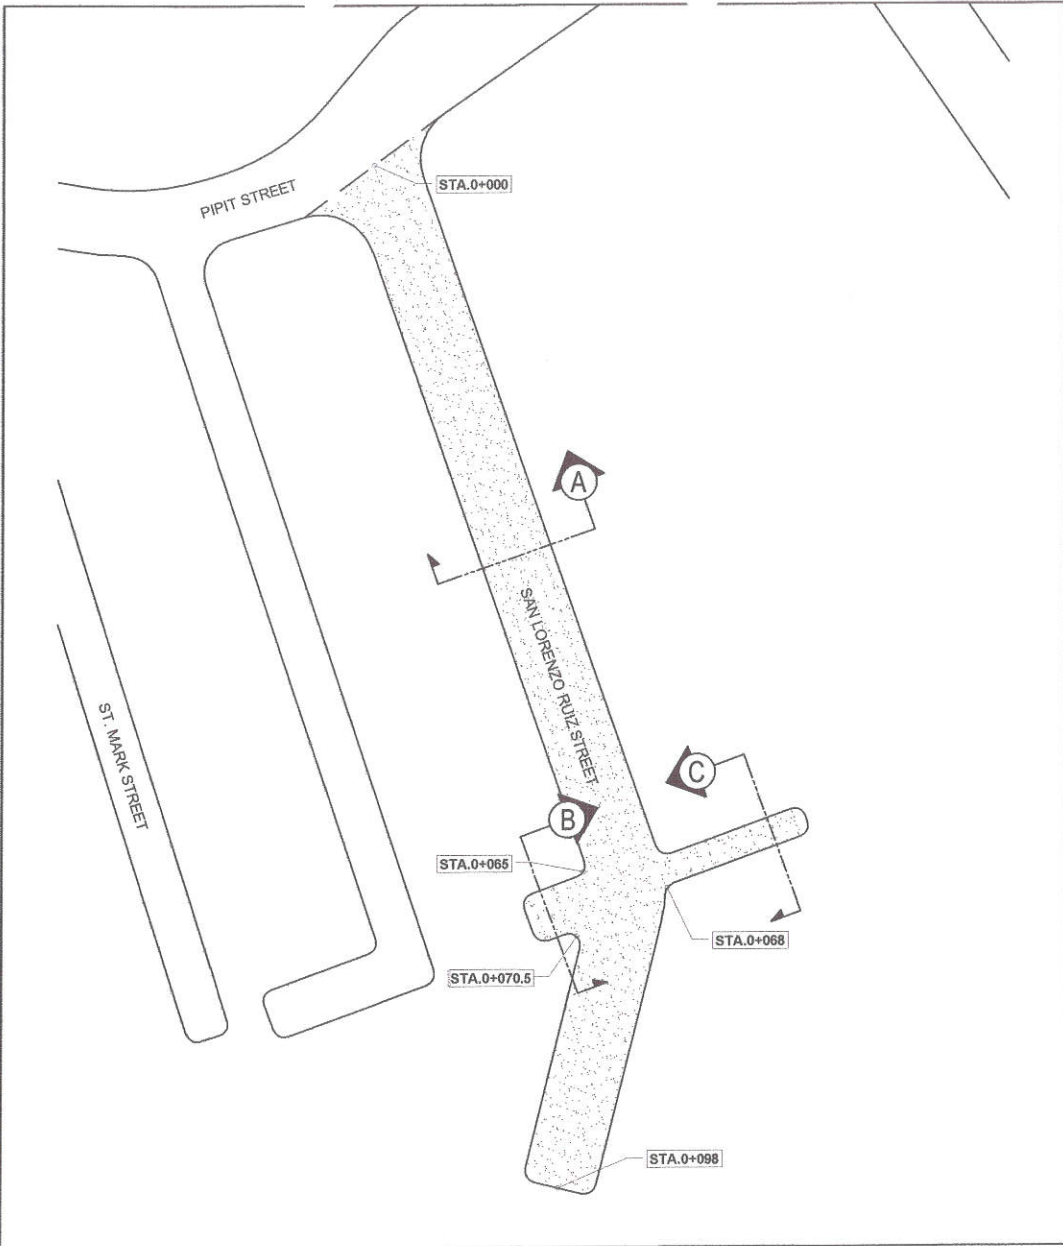 STA.0+000
PIPIT STREET
A
SAN LORENZO RUIZ STREET
ST. MARK STREET
C
B
STA.0+065
STA.0+068
STA.0+070.5
STA.0+098